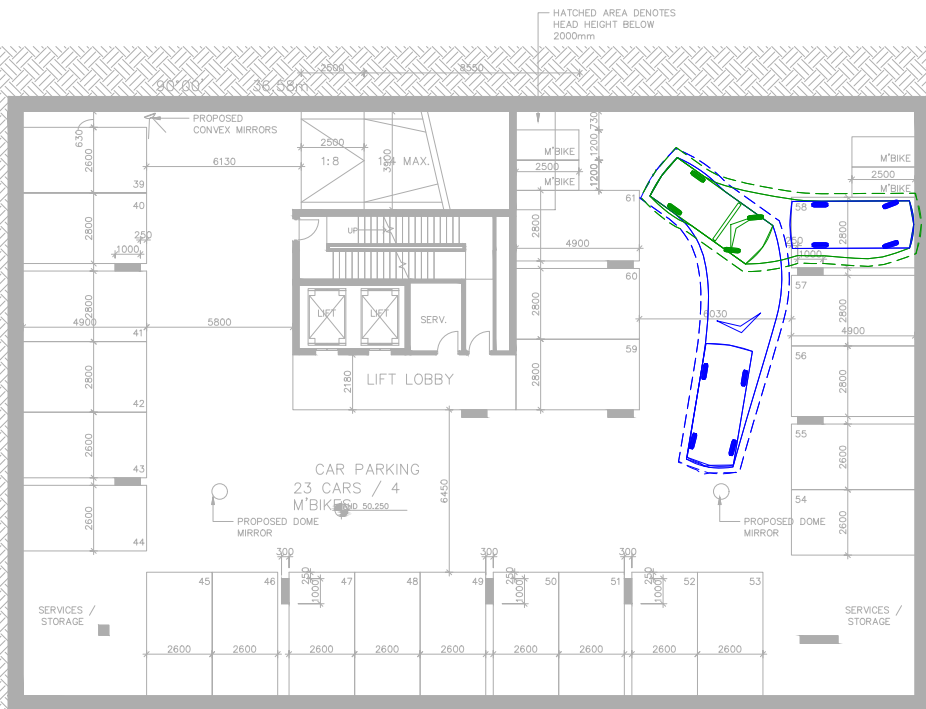 HATCHED AREA DENOTES
HEAD HEIGHT BELOW
2000mm
2500
8550
90°00'
36.58m
PROPOSED
CONVEX MIRRORS
630
2600
6130
2500
1:8
MAX.
3900
1200
730
1200
M'BIKE
2500
M'BIKE
M'BIKE
2500
M'BIKE
39
40
61
58
2800
250
1000
UP
2800
4900
2800
250
1000
60
57
2800
4900
41
5800
LIFT
LIFT
SERV.
6030
2800
4900
59
56
2800
2180
LIFT LOBBY
2800
2800
42
55
2600
43
6450
2600
54
CAR PARKING
23 CARS / 4
M'BIKES
50.250
2600
44
PROPOSED DOME
MIRROR
PROPOSED DOME
MIRROR
2600
300
300
300
250
1000
250
1000
250
1000
45
46
47
48
49
50
51
52
53
SERVICES /
STORAGE
SERVICES /
STORAGE
2600
2600
2600
2600
2600
2600
2600
2600
2600